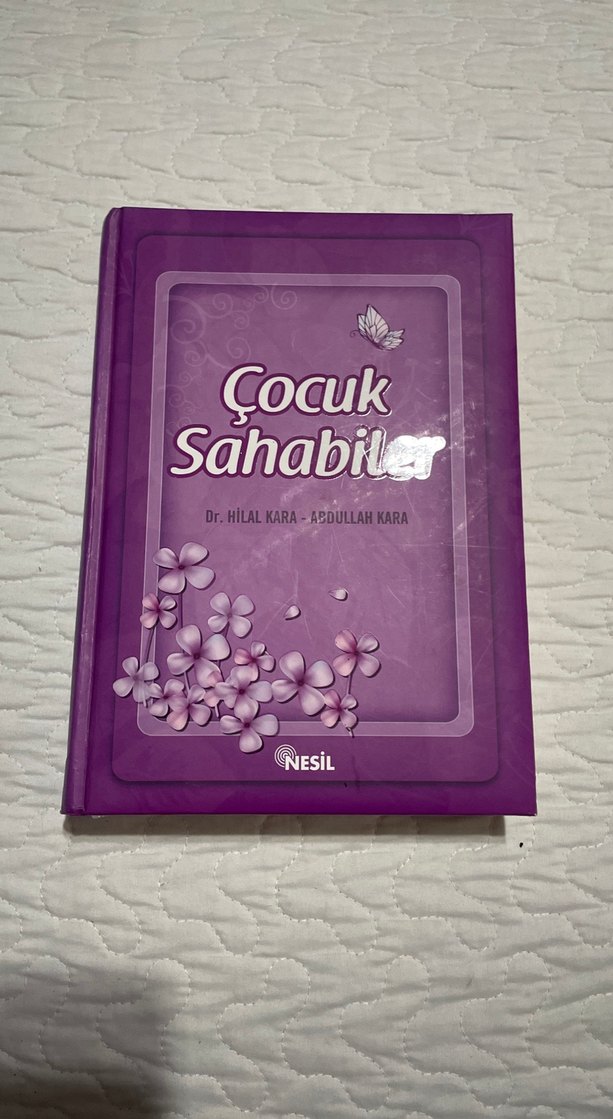 Çocuk
Sahabiler
Dr. HİLAL KARA - ABDULLAH KARA
NESİL